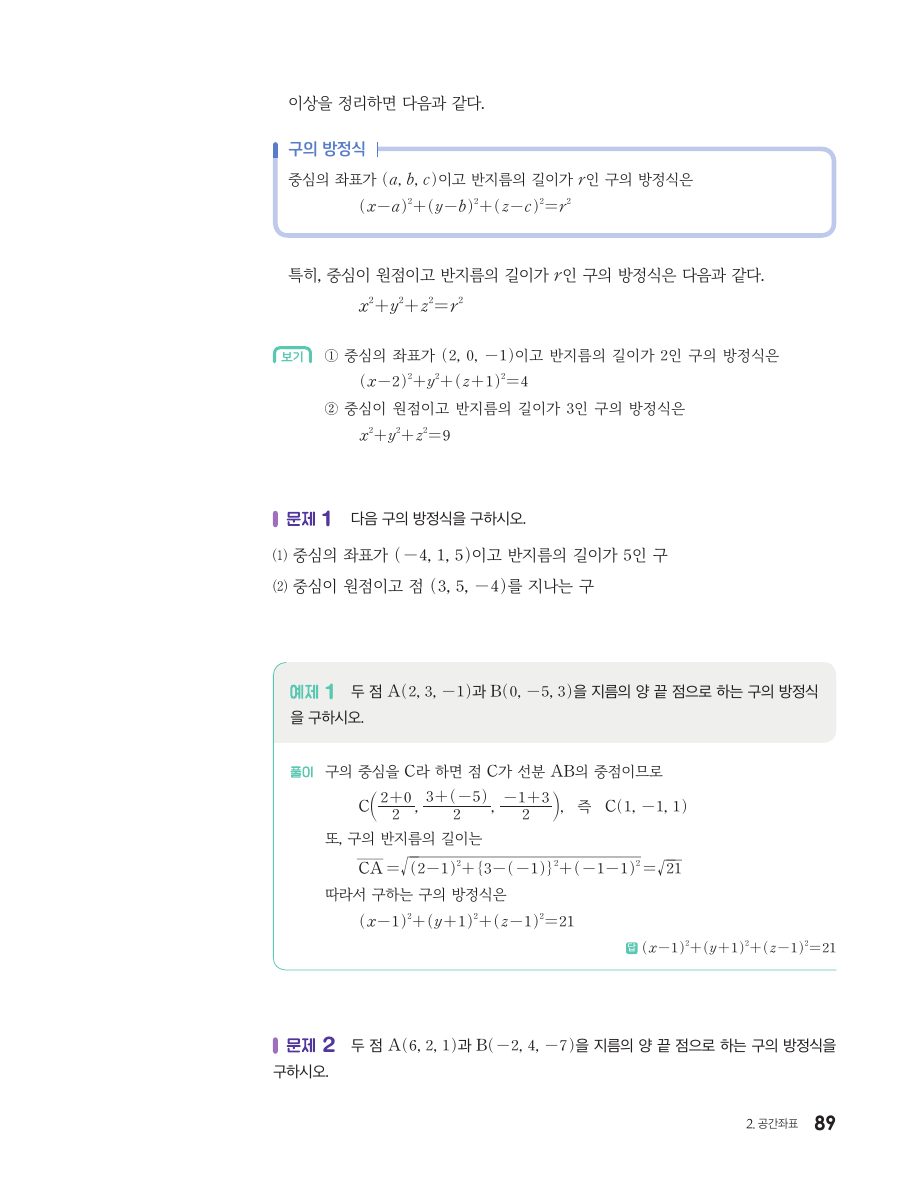 이상을 정리하면 다음과 같다.
구의 방정식
중심의 좌표가 (a, b, c)이고 반지름의 길이가 r인 구의 방정식은
(x−a)²+(y−b)²+(z−c)²=r²
특히, 중심이 원점이고 반지름의 길이가 r인 구의 방정식은 다음과 같다.
x²+y²+z²=r²
보기 ① 중심의 좌표가 (2, 0, −1)이고 반지름의 길이가 2인 구의 방정식은
(x−2)²+y²+(z+1)²=4
② 중심이 원점이고 반지름의 길이가 3인 구의 방정식은
x²+y²+z²=9
문제 1 다음 구의 방정식을 구하시오.
⑴ 중심의 좌표가 (−4, 1, 5)이고 반지름의 길이가 5인 구
⑵ 중심이 원점이고 점 (3, 5, −4)를 지나는 구
예제 1 두 점 A(2, 3, −1)과 B(0, −5, 3)을 지름의 양 끝 점으로 하는 구의 방정식
을 구하시오.
풀이 구의 중심을 C라 하면 점 C가 선분 AB의 중점이므로
C((2+0)/2, (3+(−5))/2, (−1+3)/2), 즉 C(1, −1, 1)
또, 구의 반지름의 길이는
C̅A̅=√((2−1)²+{3−(−1)}²+(−1−1)²)=√21
따라서 구하는 구의 방정식은
(x−1)²+(y+1)²+(z−1)²=21
답 (x−1)²+(y+1)²+(z−1)²=21
문제 2 두 점 A(6, 2, 1)과 B(−2, 4, −7)을 지름의 양 끝 점으로 하는 구의 방정식을
구하시오.
2. 공간좌표 89